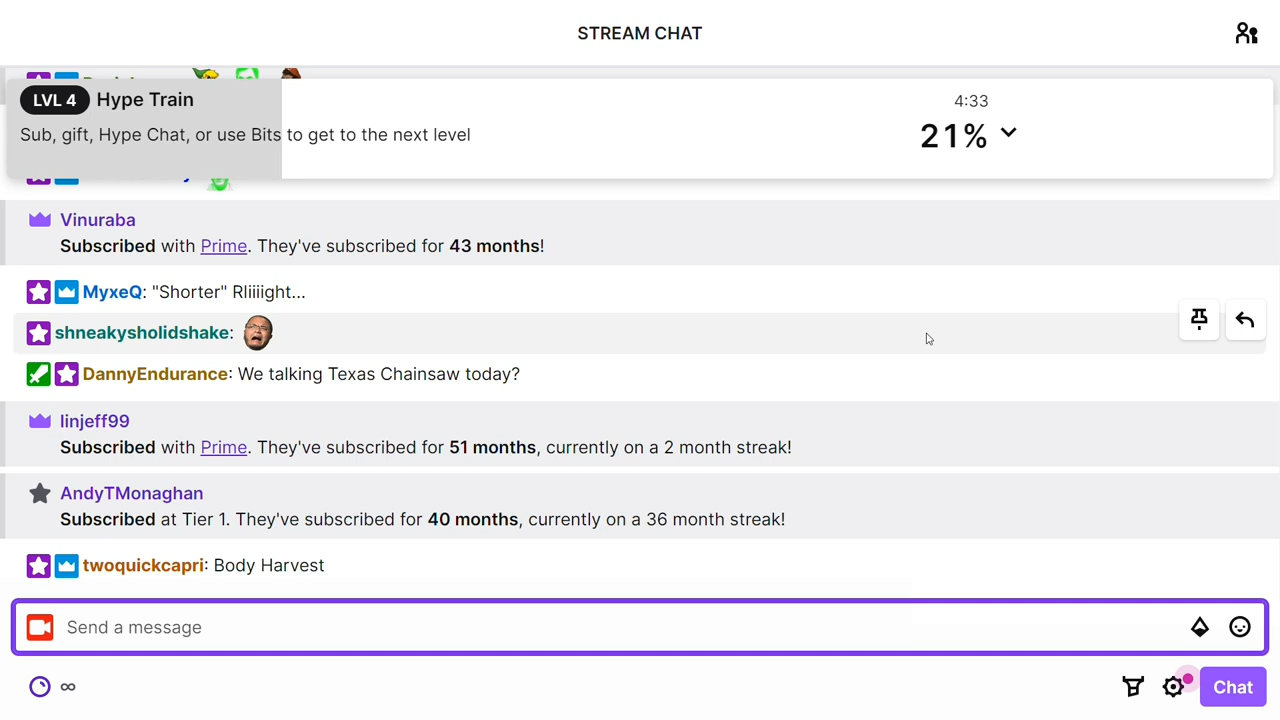 STREAM CHAT
LVL 4 Hype Train
4:33
Sub, gift, Hype Chat, or use Bits to get to the next level
21%
Vinuraba
Subscribed with Prime. They've subscribed for 43 months!
MyxeQ: "Shorter" Rliiiight...
shneakysholidshake:
DannyEndurance: We talking Texas Chainsaw today?
linjeff99
Subscribed with Prime. They've subscribed for 51 months, currently on a 2 month streak!
AndyTMonaghan
Subscribed at Tier 1. They've subscribed for 40 months, currently on a 36 month streak!
twoquickcapri: Body Harvest
Send a message
∞
Chat